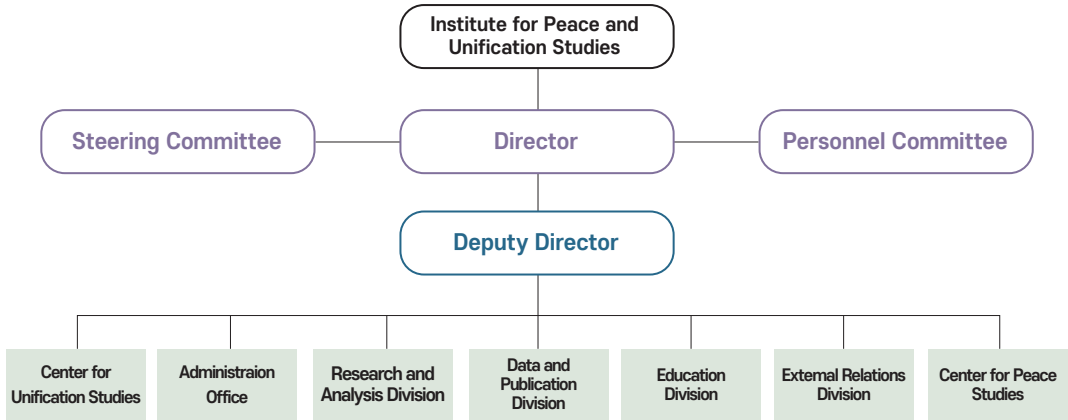 Institute for Peace and
Unification Studies
Steering Committee
Director
Personnel Committee
Deputy Director
Center for
Unification Studies
Administraion
Office
Research and
Analysis Division
Data and
Publication
Division
Education
Division
External Relations
Division
Center for Peace
Studies